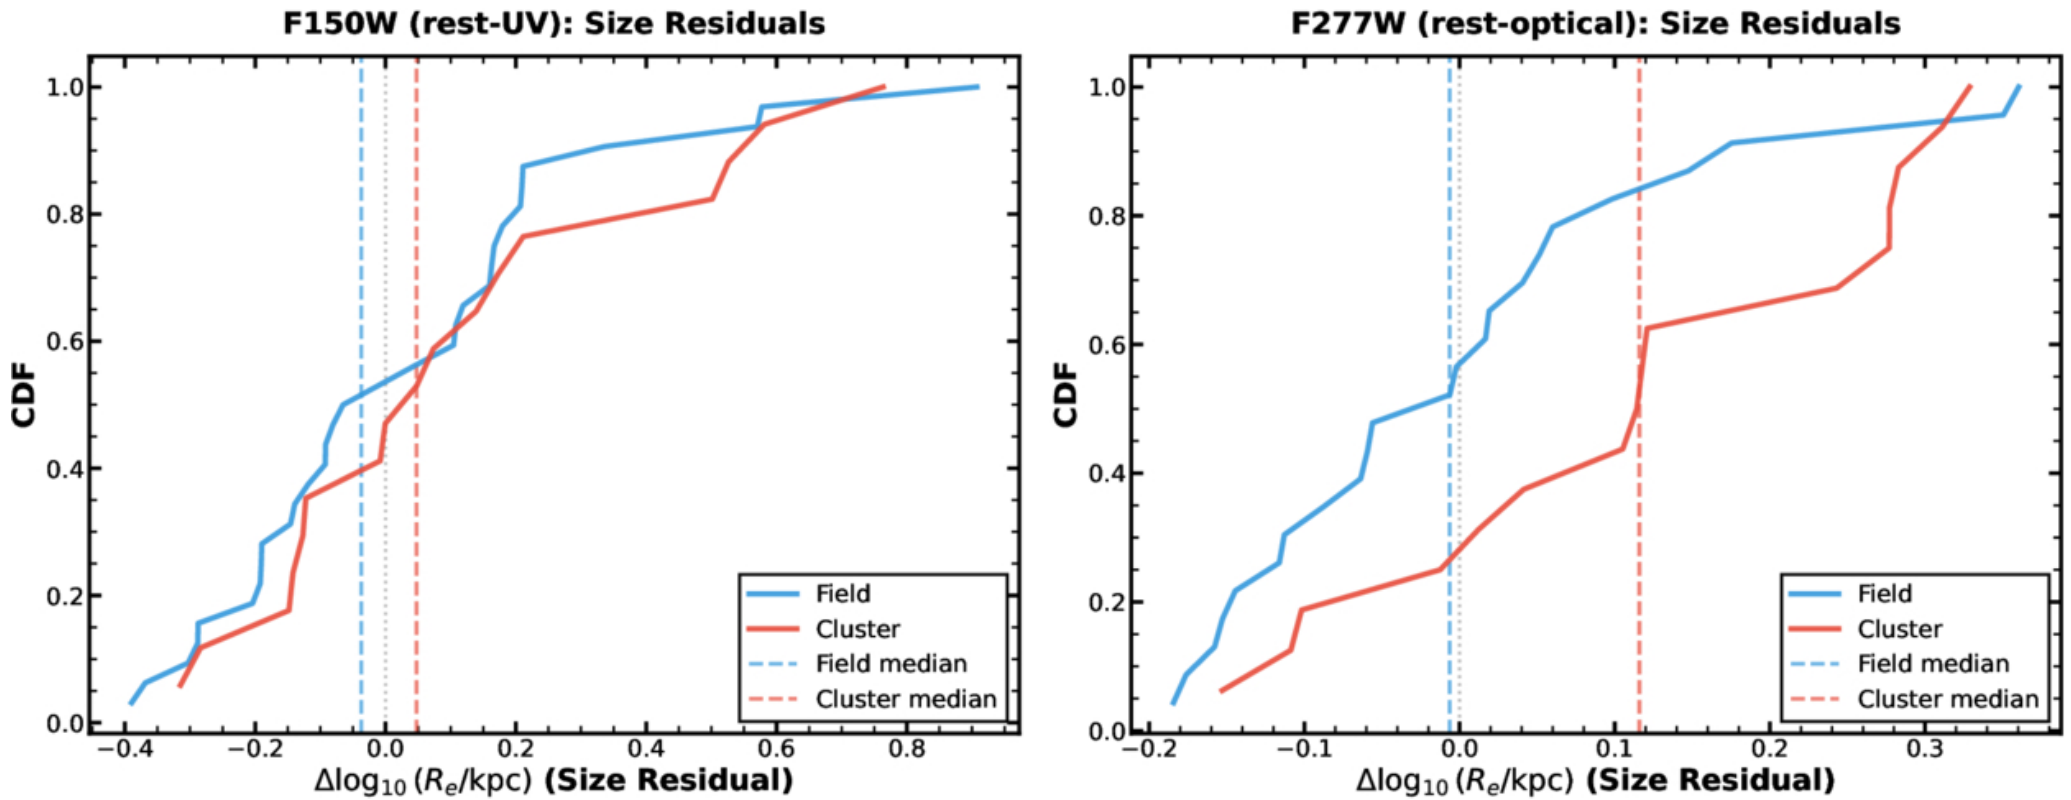 F150W (rest-UV): Size Residuals
CDF
1.0
0.8
0.6
0.4
0.2
0.0
−0.4 −0.2 0.0 0.2 0.4 0.6 0.8
Δlog₁₀ (Rₑ/kpc) (Size Residual)
Field
Cluster
Field median
Cluster median
F277W (rest-optical): Size Residuals
CDF
1.0
0.8
0.6
0.4
0.2
0.0
−0.2 −0.1 0.0 0.1 0.2 0.3
Δlog₁₀ (Rₑ/kpc) (Size Residual)
Field
Cluster
Field median
Cluster median